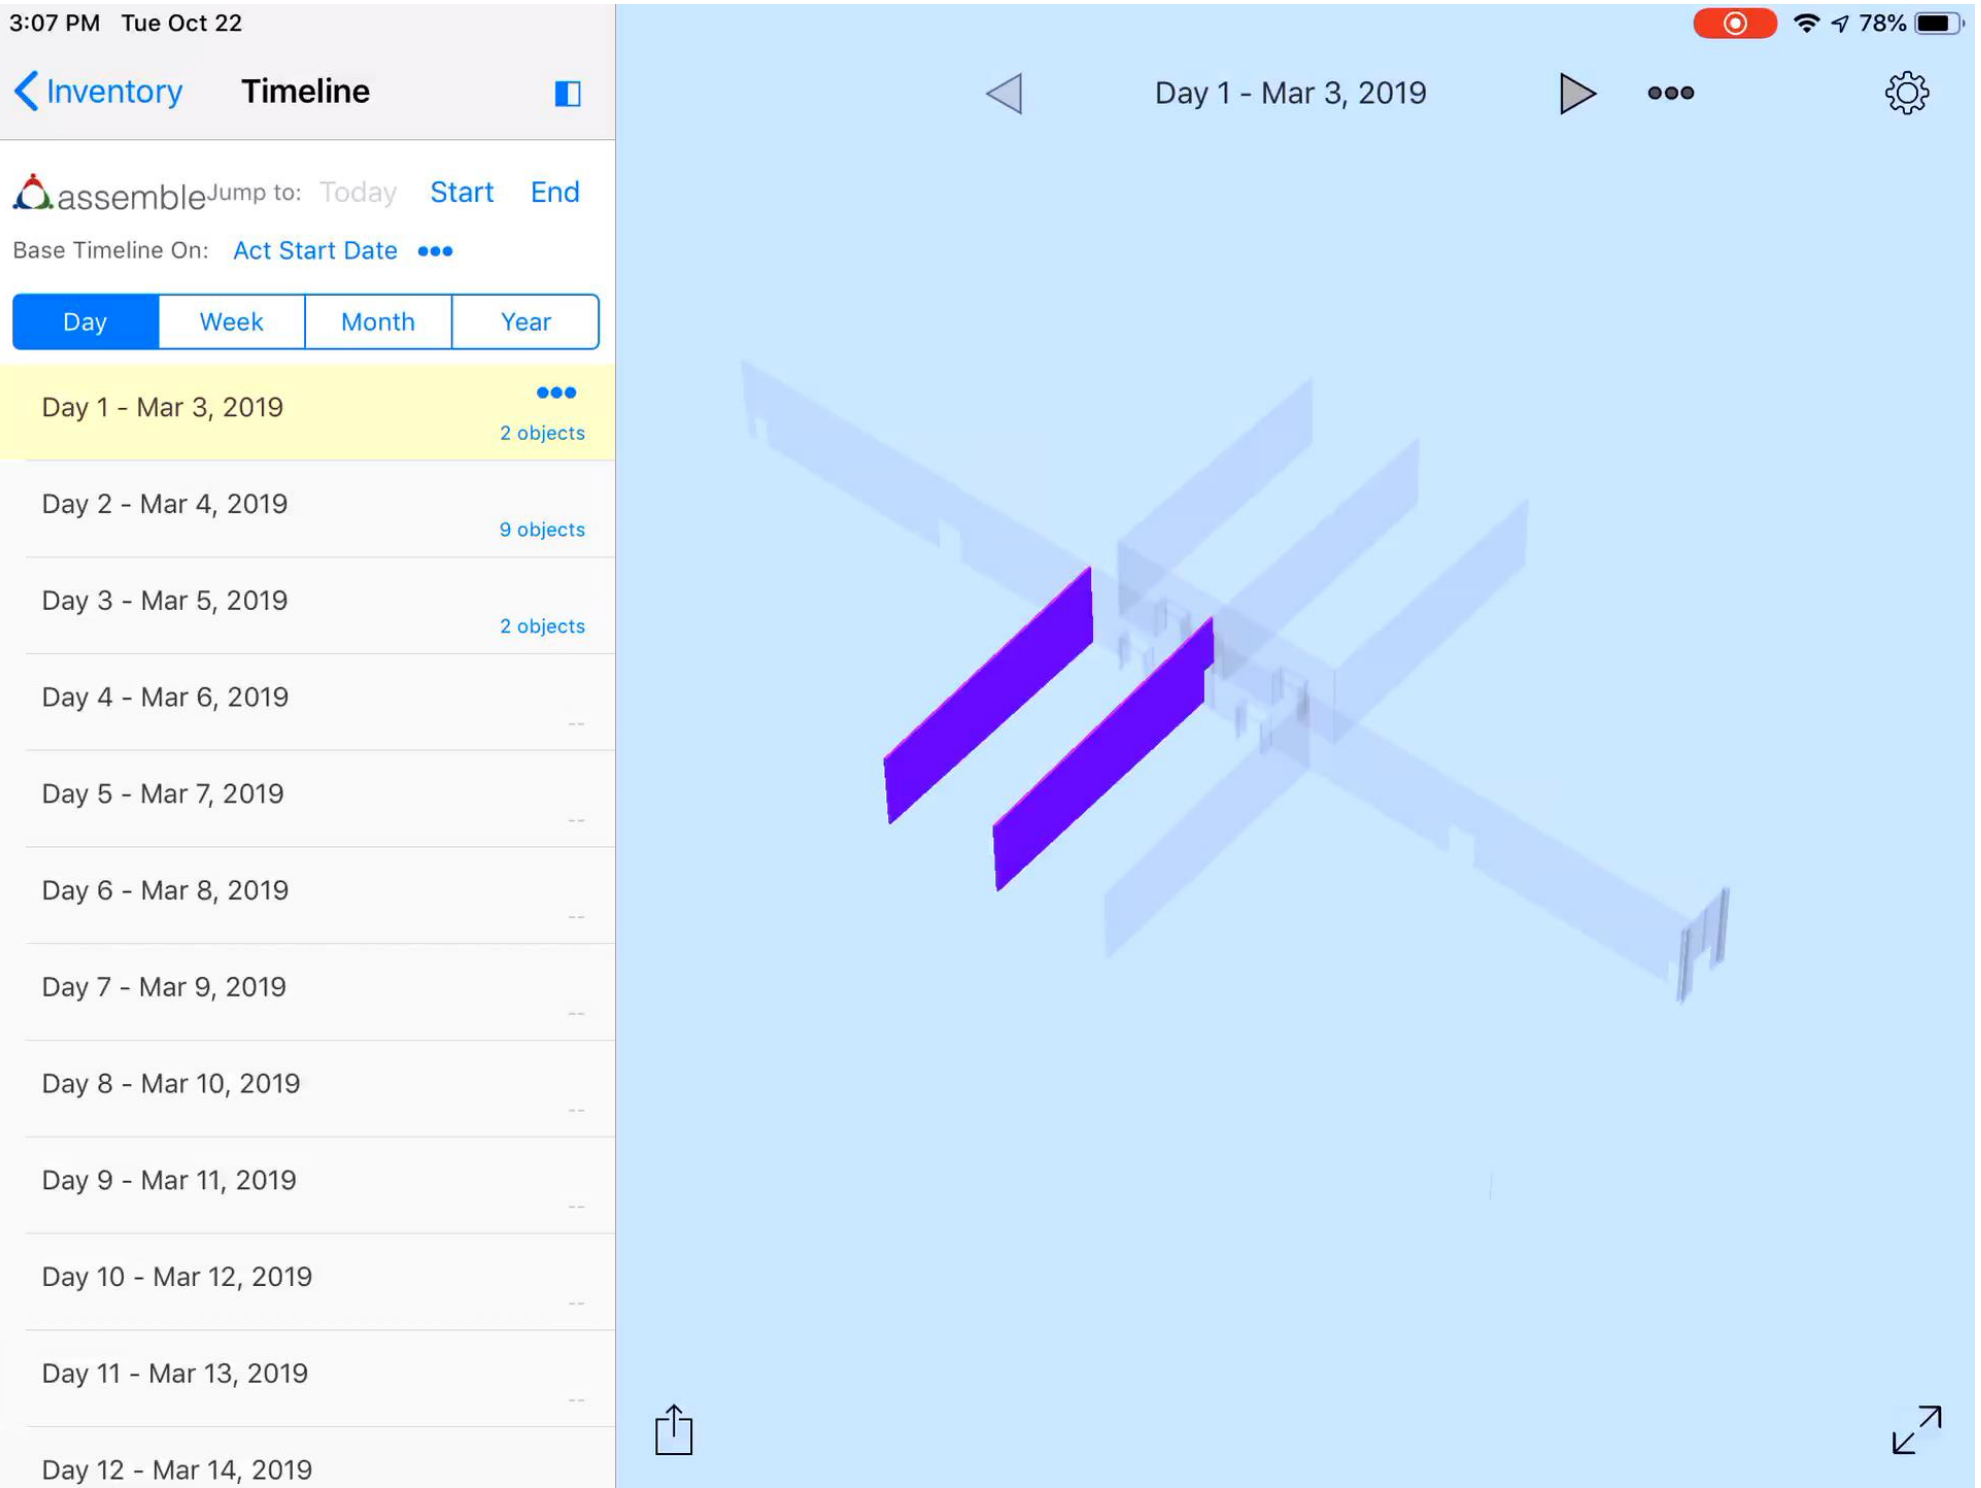 3:07 PM Tue Oct 22
78%
Inventory Timeline
Day 1 - Mar 3, 2019
assemble Jump to: Today Start End
Base Timeline On: Act Start Date
Day Week Month Year
Day 1 - Mar 3, 2019
2 objects
Day 2 - Mar 4, 2019
9 objects
Day 3 - Mar 5, 2019
2 objects
Day 4 - Mar 6, 2019
--
Day 5 - Mar 7, 2019
--
Day 6 - Mar 8, 2019
--
Day 7 - Mar 9, 2019
--
Day 8 - Mar 10, 2019
--
Day 9 - Mar 11, 2019
--
Day 10 - Mar 12, 2019
--
Day 11 - Mar 13, 2019
--
Day 12 - Mar 14, 2019